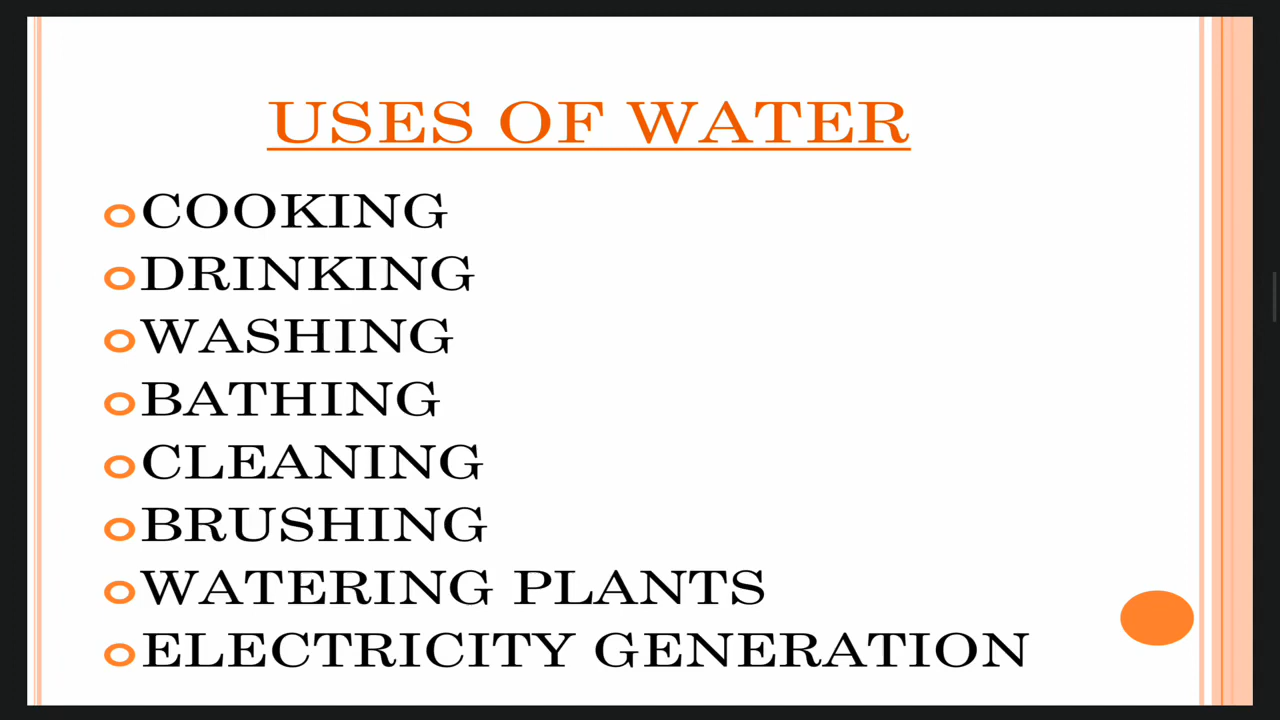 USES OF WATER
COOKING
DRINKING
WASHING
BATHING
CLEANING
BRUSHING
WATERING PLANTS
ELECTRICITY GENERATION